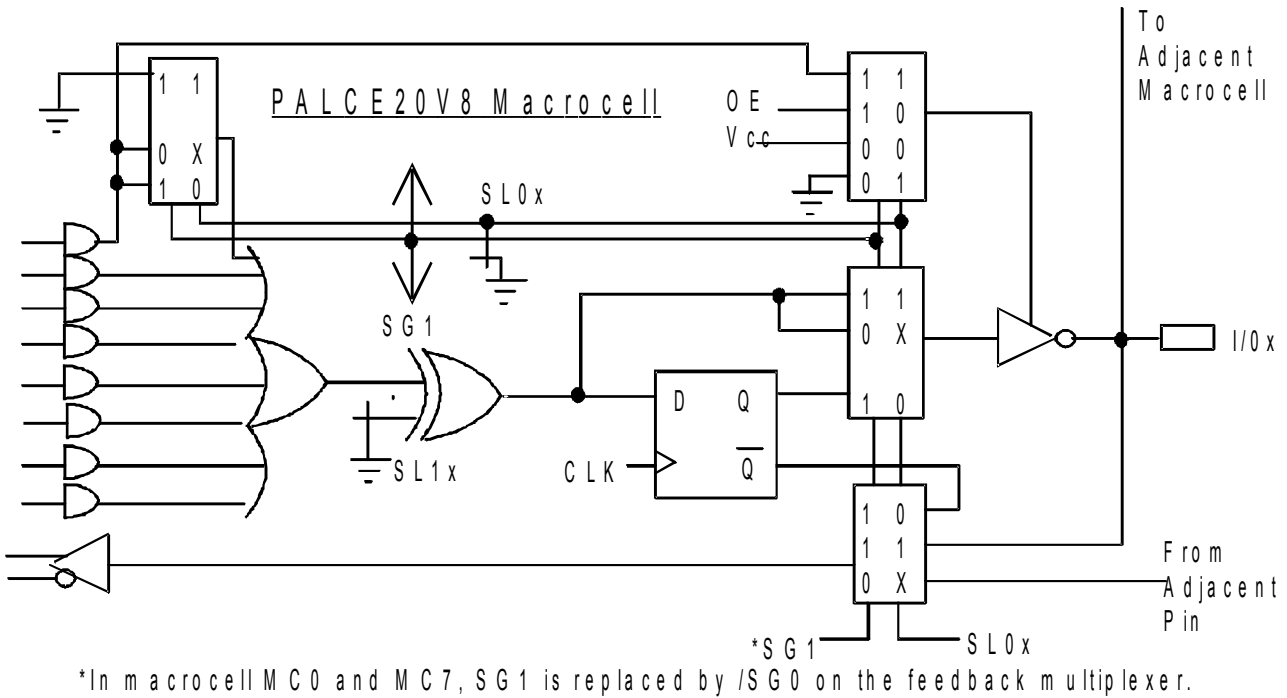 To
Adjacent
Macrocell
1 1
0 X
1 0
PALCE20V8 Macrocell
OE
Vcc
1 1
1 0
0 0
0 1
SL0x
SG1
1 1
0 X
1 0
I/0x
D Q
Q
CLK
SL1x
1 0
1 1
0 X
From
Adjacent
Pin
*SG1
SL0x
*In macrocell MC0 and MC7, SG1 is replaced by /SG0 on the feedback multiplexer.